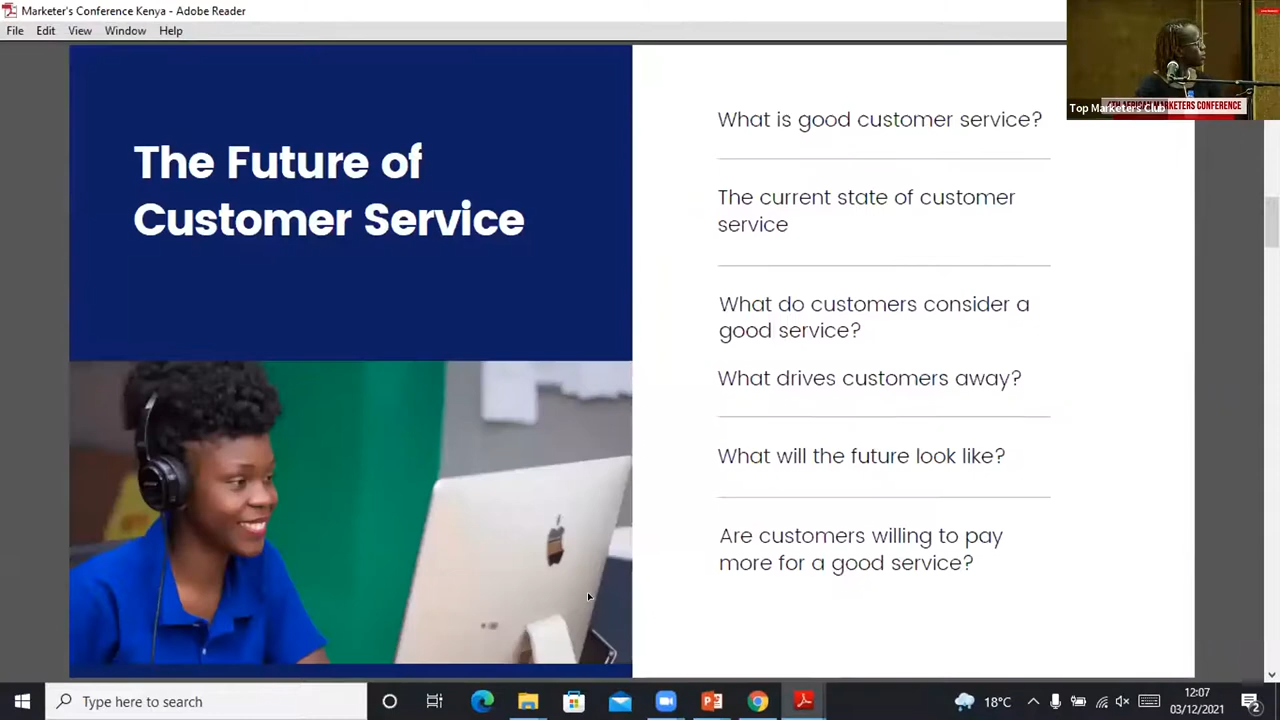 Marketer's Conference Kenya - Adobe Reader
File Edit View Window Help
The Future of
Customer Service
What is good customer service?
The current state of customer
service
What do customers consider a
good service?
What drives customers away?
What will the future look like?
Are customers willing to pay
more for a good service?
Top Marketers Club
AFRICAN MARKETERS CONFERENCE
Type here to search
18°C
12:07
03/12/2021
2